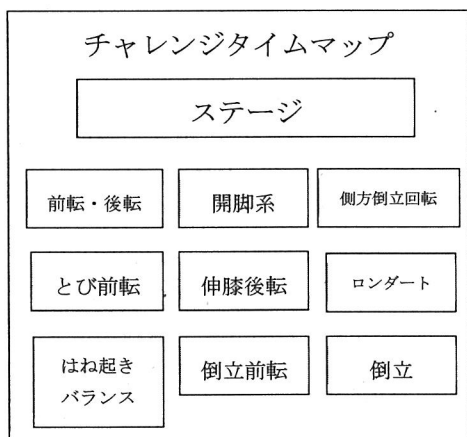 チャレンジタイムマップ
ステージ
前転・後転
開脚系
側方倒立回転
とび前転
伸膝後転
ロンダート
はね起き
バランス
倒立前転
倒立